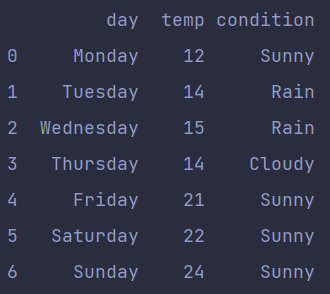 day temp condition
0 Monday 12 Sunny
1 Tuesday 14 Rain
2 Wednesday 15 Rain
3 Thursday 14 Cloudy
4 Friday 21 Sunny
5 Saturday 22 Sunny
6 Sunday 24 Sunny